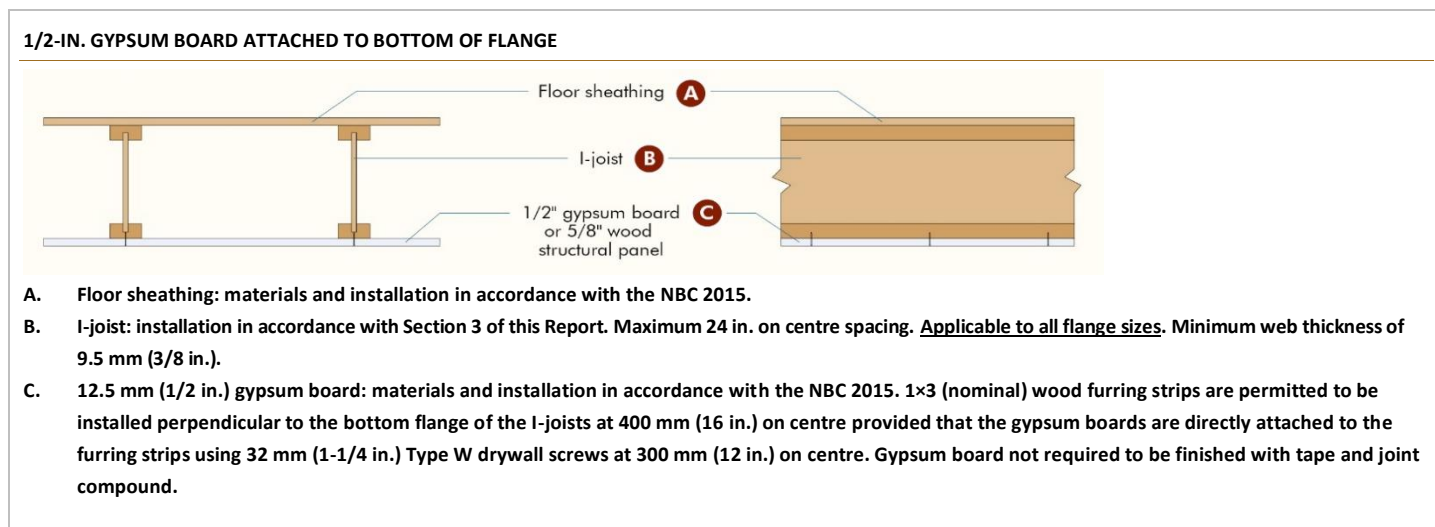 1/2-IN. GYPSUM BOARD ATTACHED TO BOTTOM OF FLANGE
Floor sheathing A
I-joist B
1/2" gypsum board C
or 5/8" wood
structural panel
A. Floor sheathing: materials and installation in accordance with the NBC 2015.
B. I-joist: installation in accordance with Section 3 of this Report. Maximum 24 in. on centre spacing. Applicable to all flange sizes. Minimum web thickness of
9.5 mm (3/8 in.).
C. 12.5 mm (1/2 in.) gypsum board: materials and installation in accordance with the NBC 2015. 1×3 (nominal) wood furring strips are permitted to be
installed perpendicular to the bottom flange of the I-joists at 400 mm (16 in.) on centre provided that the gypsum boards are directly attached to the
furring strips using 32 mm (1-1/4 in.) Type W drywall screws at 300 mm (12 in.) on centre. Gypsum board not required to be finished with tape and joint
compound.